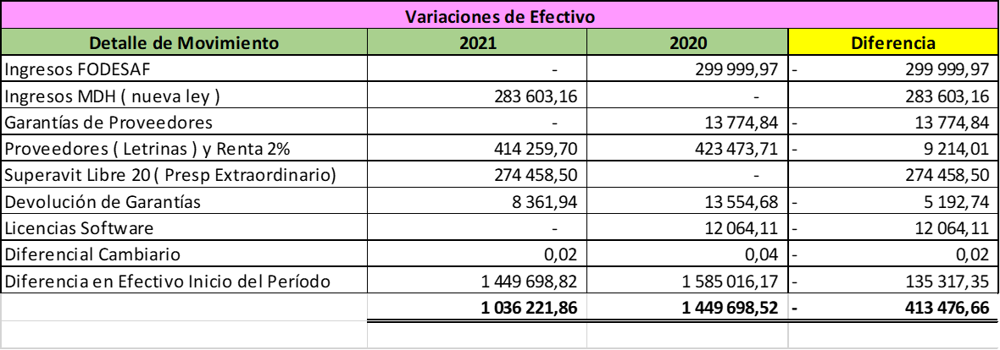 Variaciones de Efectivo
Detalle de Movimiento 2021 2020 Diferencia
Ingresos FODESAF - 299 999,97 - 299 999,97
Ingresos MDH ( nueva ley ) 283 603,16 - 283 603,16
Garantías de Proveedores - 13 774,84 - 13 774,84
Proveedores ( Letrinas ) y Renta 2% 414 259,70 423 473,71 - 9 214,01
Superavit Libre 20 ( Presp Extraordinario) 274 458,50 - 274 458,50
Devolución de Garantías 8 361,94 13 554,68 - 5 192,74
Licencias Software - 12 064,11 - 12 064,11
Diferencial Cambiario 0,02 0,04 - 0,02
Diferencia en Efectivo Inicio del Período 1 449 698,82 1 585 016,17 - 135 317,35
1 036 221,86 1 449 698,52 - 413 476,66